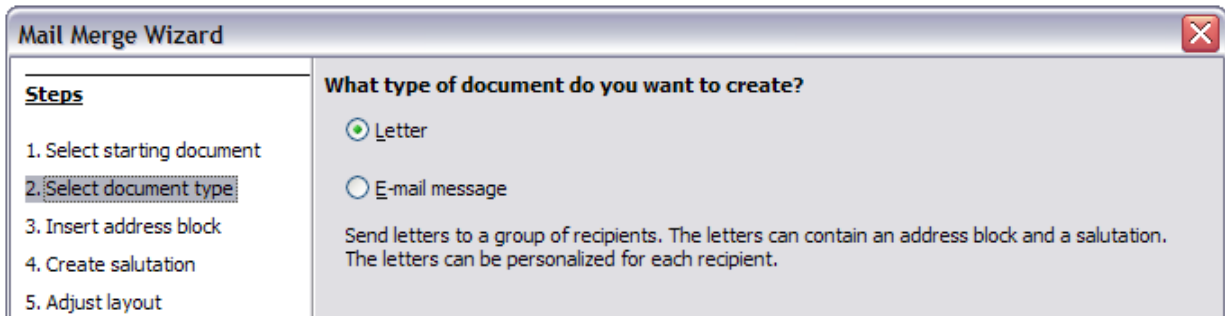 Mail Merge Wizard
Steps
1. Select starting document
2. Select document type
3. Insert address block
4. Create salutation
5. Adjust layout
What type of document do you want to create?
Letter
E-mail message
Send letters to a group of recipients. The letters can contain an address block and a salutation.
The letters can be personalized for each recipient.